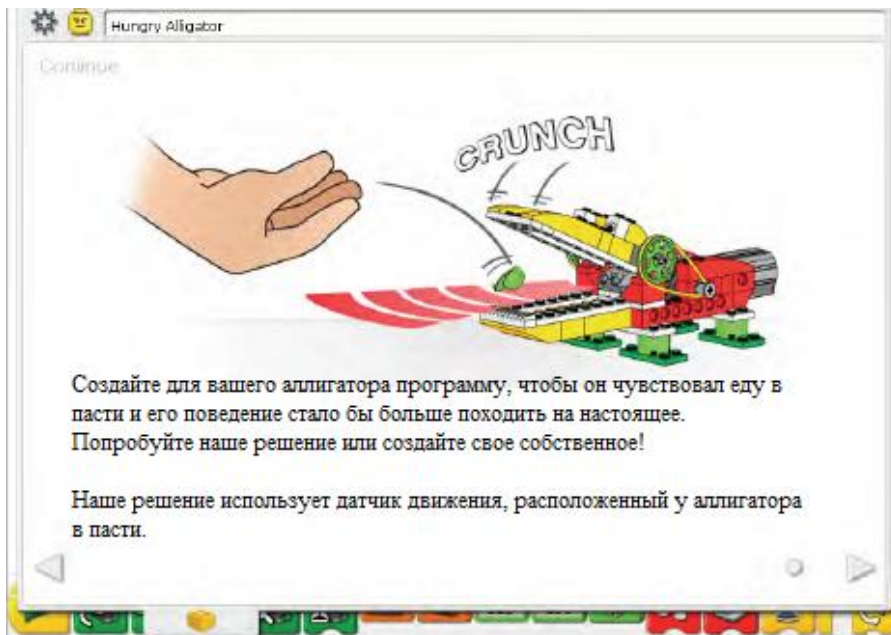 Hungry Alligator
Continue
CRUNCH
Создайте для вашего аллигатора программу, чтобы он чувствовал еду в
пасти и его поведение стало бы больше походить на настоящее.
Попробуйте наше решение или создайте свое собственное!
Наше решение использует датчик движения, расположенный у аллигатора
в пасти.